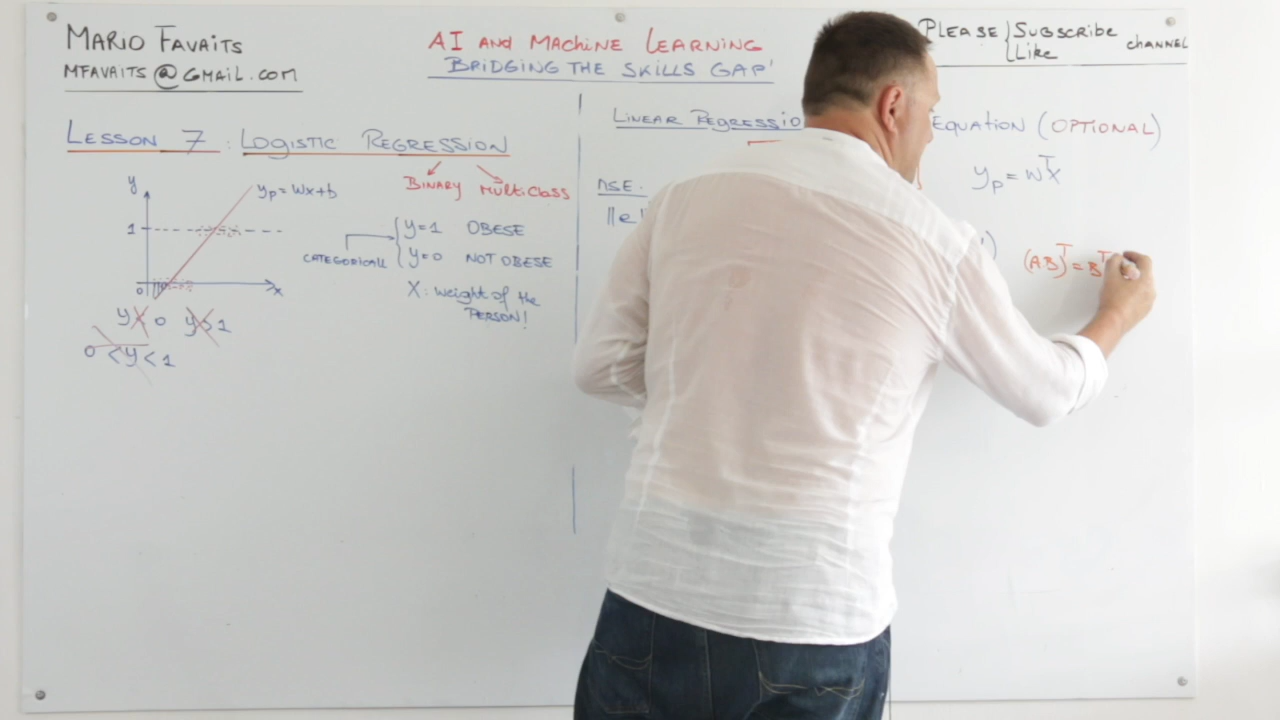 MARIO FAVAITS
MFAVAITS@GMAIL.COM
AI AND MACHINE LEARNING
BRIDGING THE SKILLS GAP'
PLEASE { SUBSCRIBE
LIKE
CHANNEL
LESSON 7 : LOGISTIC REGRESSION
BINARY MULTICLASS
y
yp = wx+b
1
0
x
CATEGORICAL
y=1 OBESE
y=0 NOT OBESE
X: WEIGHT OF THE
PERSON!
y<0 y>1
0<y<1
LINEAR REGRESSIO
EQUATION (OPTIONAL)
MSE.
||e
yp = wᵀx
(AB)ᵀ = Bᵀ